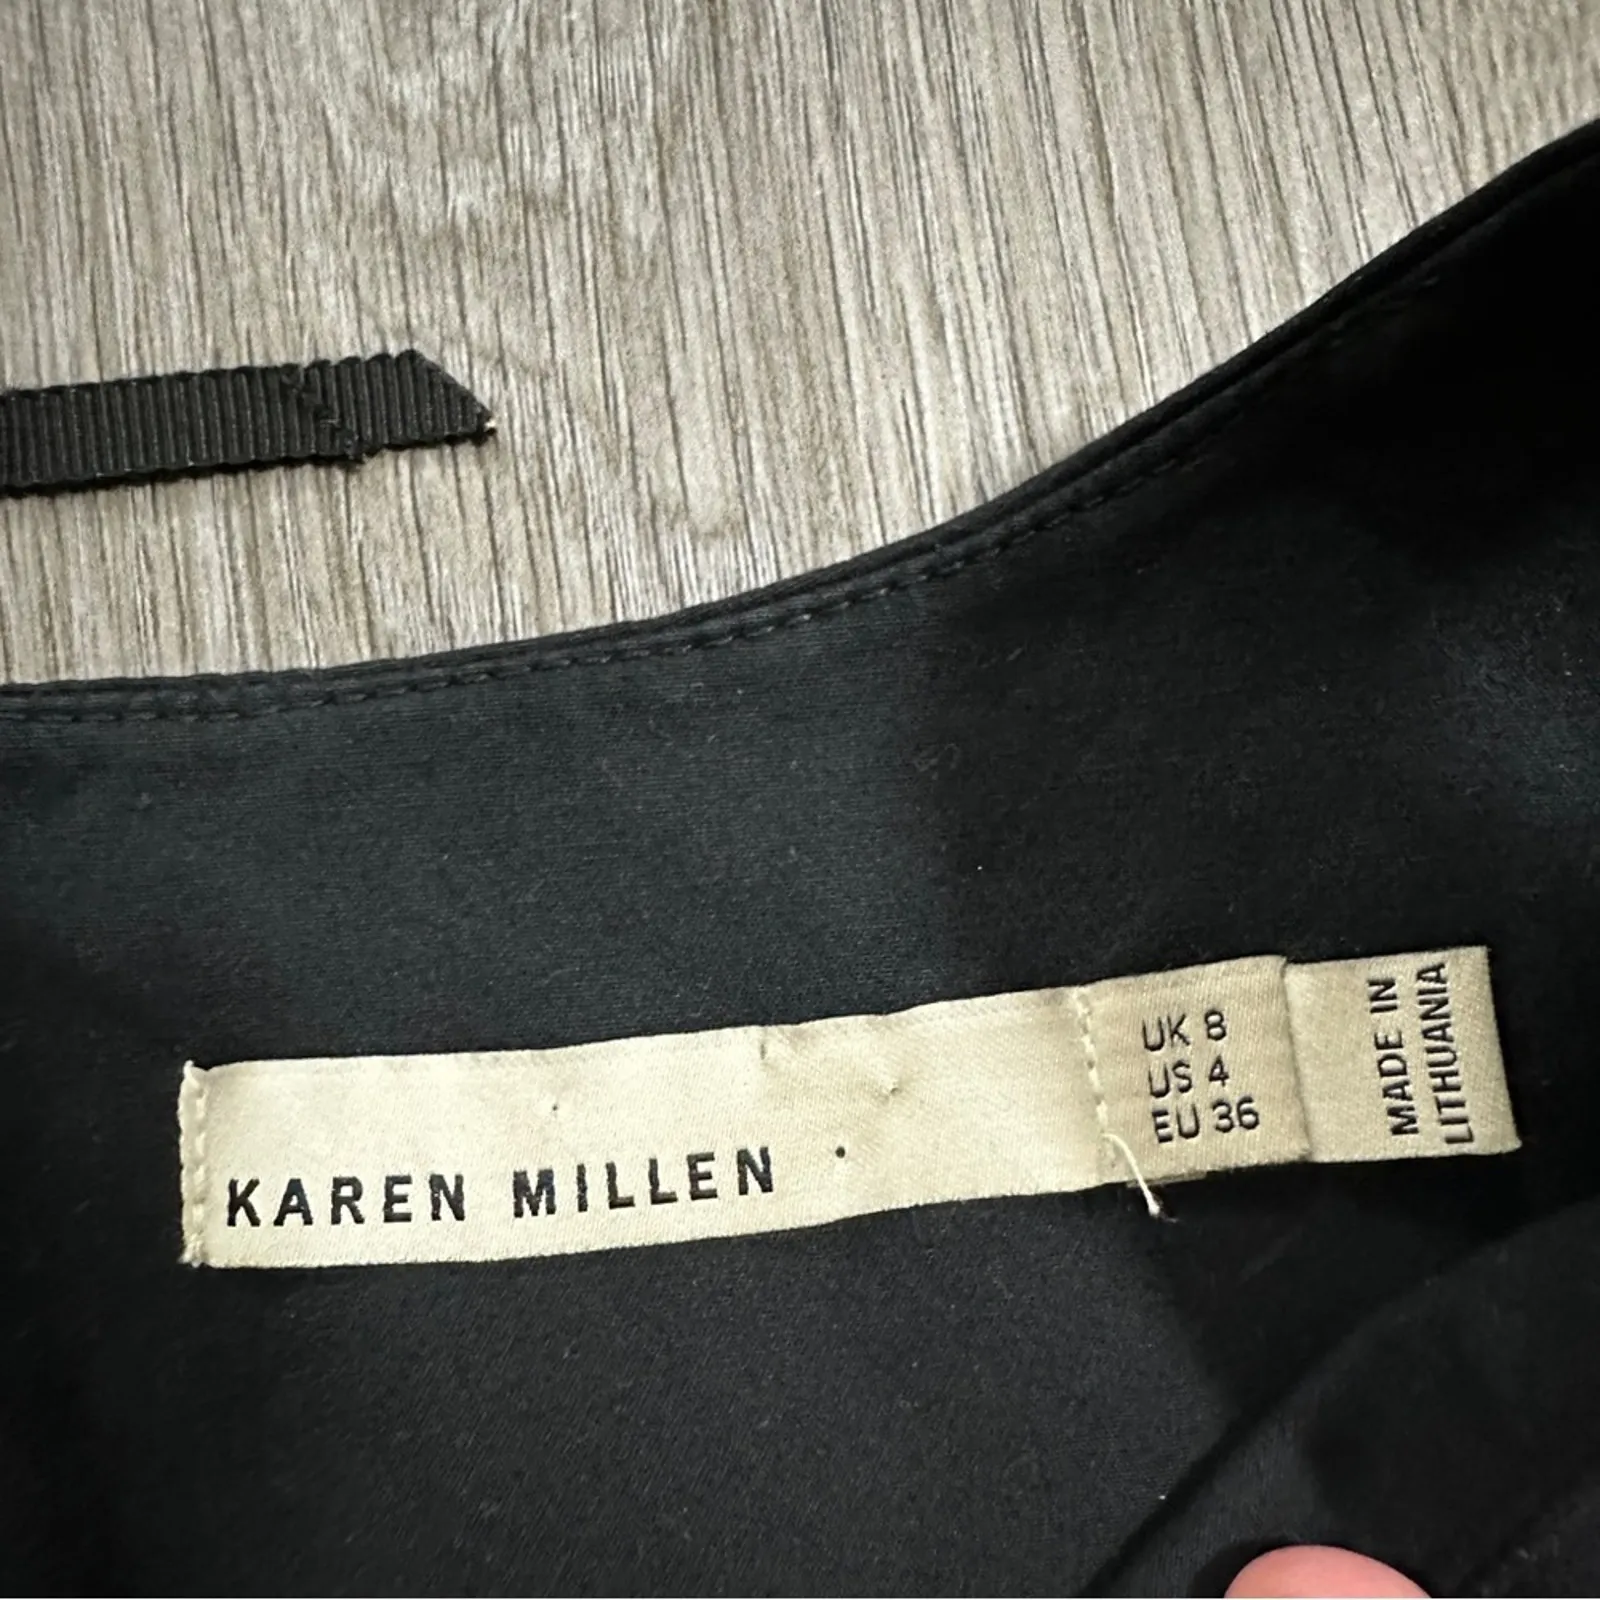 KAREN MILLEN
UK 8
US 4
EU 36
MADE IN
LITHUANIA